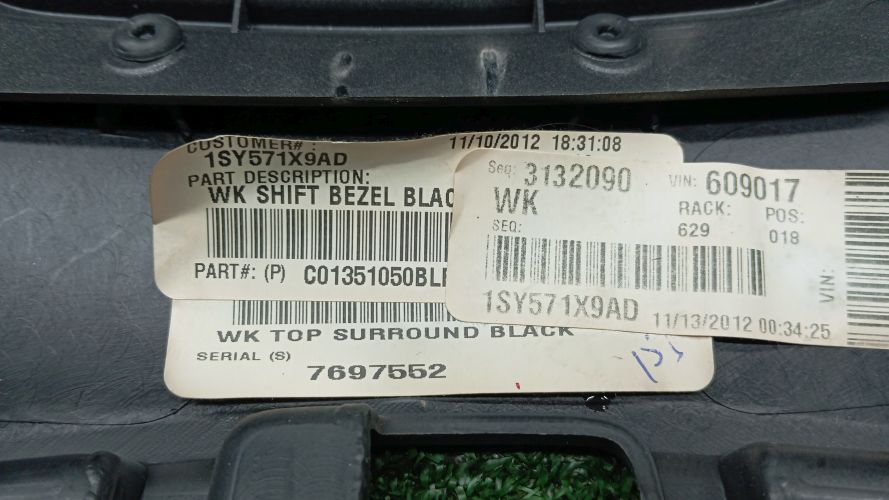 CUSTOMER# :
11/10/2012 18:31:08
1SY571X9AD
PART DESCRIPTION:
WK SHIFT BEZEL BLAC
PART#: (P) C01351050BL
WK TOP SURROUND BLACK
SERIAL (S)
7697552
Seq: 3132090
VIN: 609017
WK
RACK: POS:
SEQ:
629 018
1SY571X9AD
11/13/2012 00:34:25
VIN: